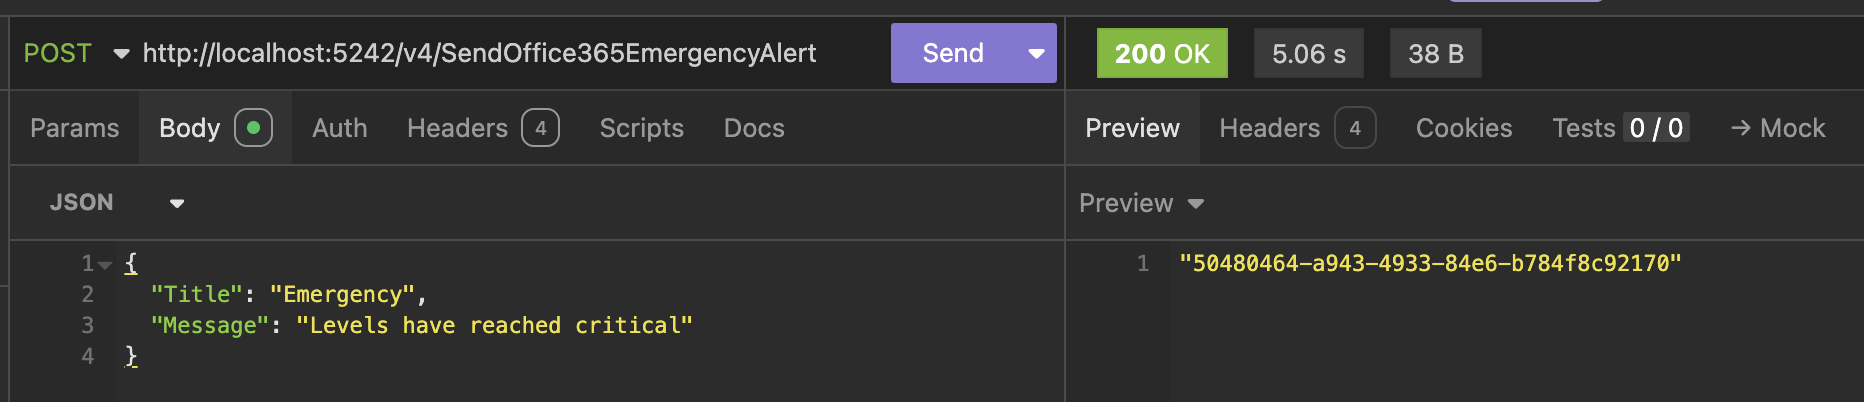 POST http://localhost:5242/v4/SendOffice365EmergencyAlert Send 200 OK 5.06 s 38 B
Params Body Auth Headers 4 Scripts Docs Preview Headers 4 Cookies Tests 0 / 0 → Mock
JSON Preview
1 {
2 "Title": "Emergency",
3 "Message": "Levels have reached critical"
4 }
1 "50480464-a943-4933-84e6-b784f8c92170"